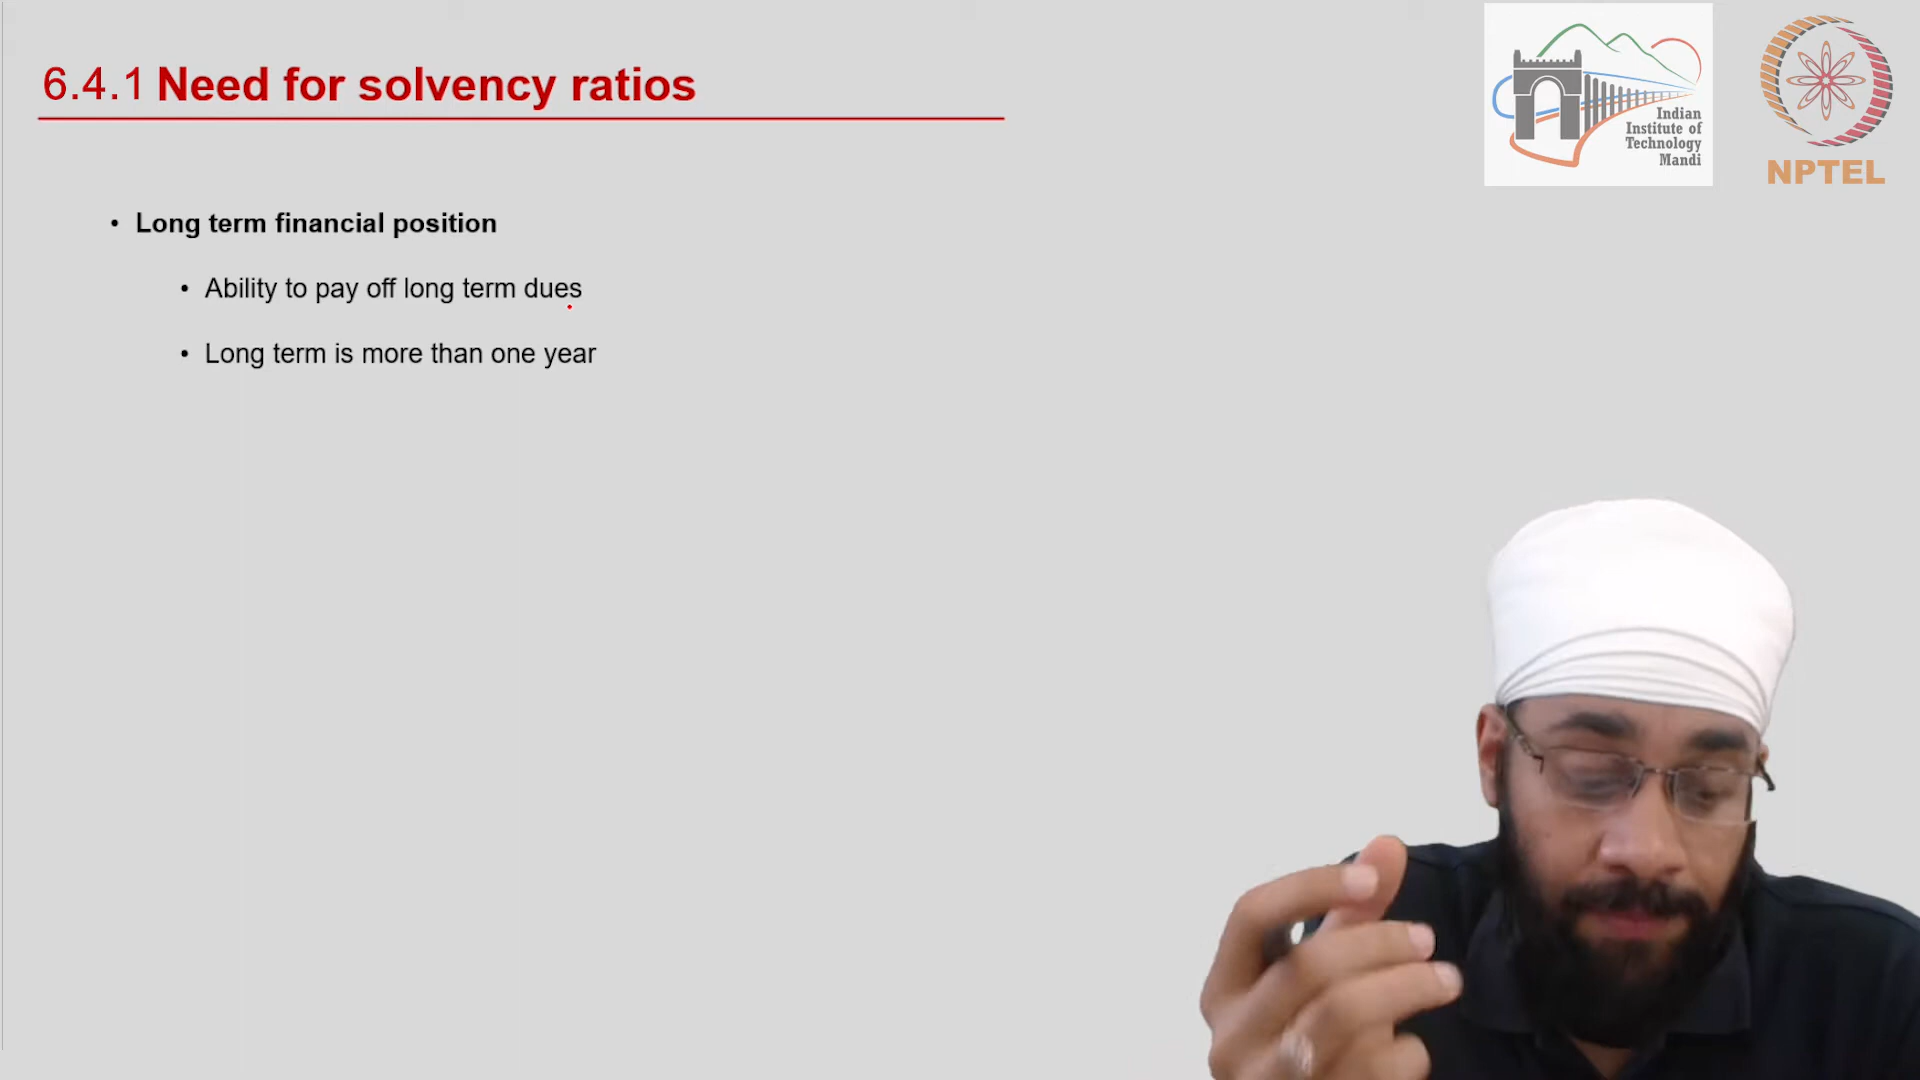 6.4.1 Need for solvency ratios
Indian
Institute of
Technology
Mandi
NPTEL
• Long term financial position
• Ability to pay off long term dues
• Long term is more than one year